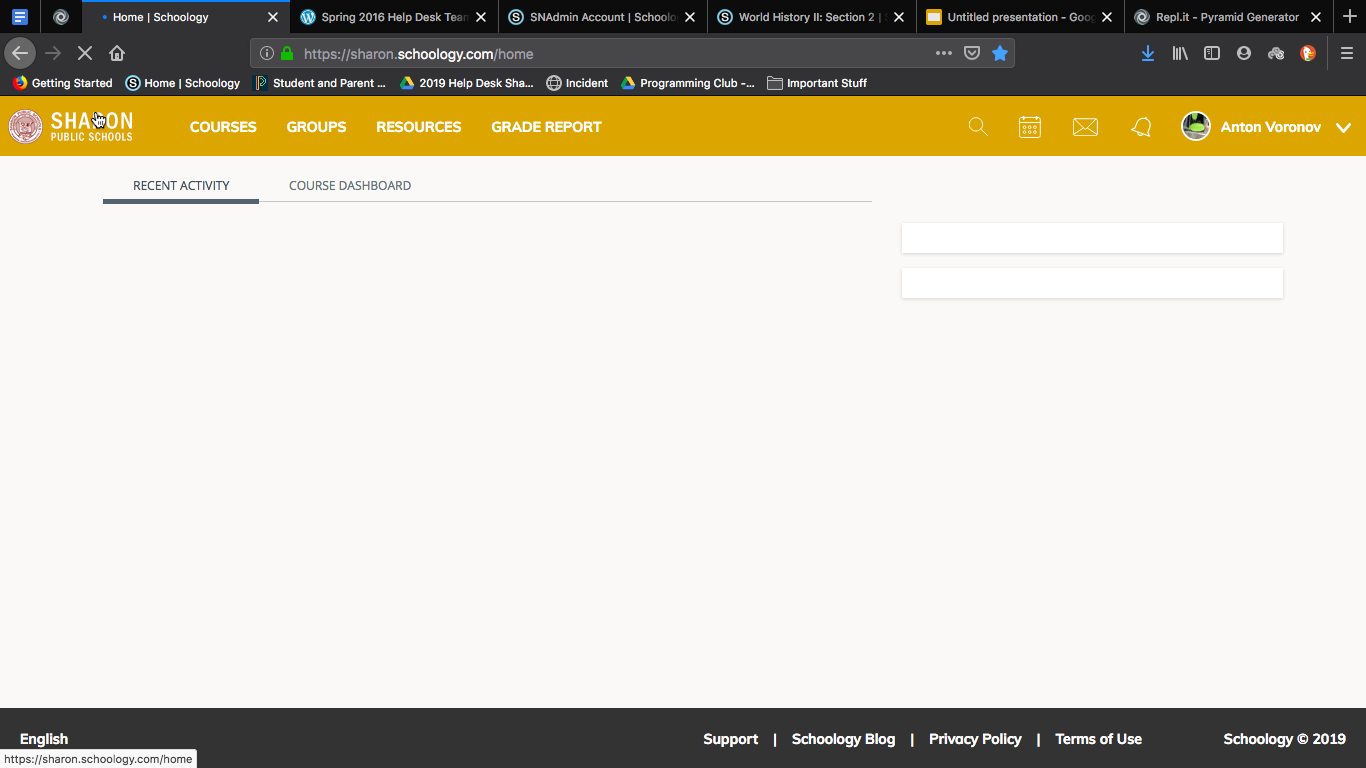 Home | Schoology
Spring 2016 Help Desk Tean
SNAdmin Account | Schoolo
World History II: Section 2 |
Untitled presentation - Goog
Repl.it - Pyramid Generator
https://sharon.schoology.com/home
Getting Started
Home | Schoology
Student and Parent ...
2019 Help Desk Sha...
Incident
Programming Club -...
Important Stuff
SHARON
PUBLIC SCHOOLS
COURSES
GROUPS
RESOURCES
GRADE REPORT
Anton Voronov
RECENT ACTIVITY
COURSE DASHBOARD
English
Support | Schoology Blog | Privacy Policy | Terms of Use
Schoology © 2019
https://sharon.schoology.com/home